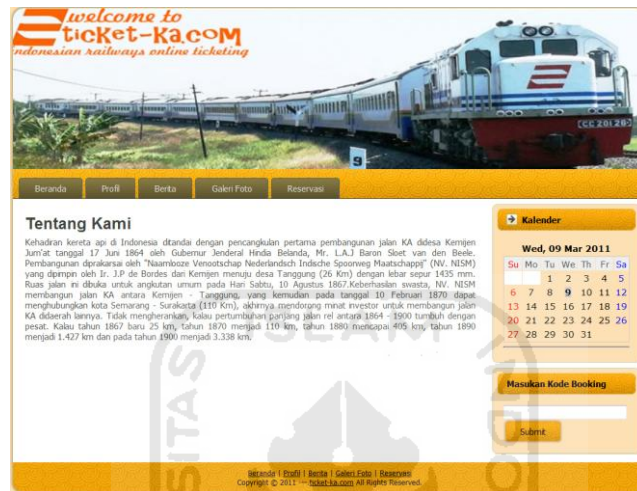 welcome to
Eticket-Ka.coM
indonesian railways online ticketing
CC 201 26
9
Beranda Profil Berita Galeri Foto Reservasi
Tentang Kami
Kehadiran kereta api di Indonesia ditandai dengan pencangkulan pertama pembangunan jalan KA didesa Kemijen
Jum'at tanggal 17 Juni 1864 oleh Gubernur Jenderal Hindia Belanda, Mr. L.A.J Baron Sloet van den Beele.
Pembangunan diprakarsai oleh "Naamlooze Venootschap Nederlandsch Indische Spoorweg Maatschappij" (NV. NISM)
yang dipimpin oleh Ir. J.P de Bordes dari Kemijen menuju desa Tanggung (26 Km) dengan lebar sepur 1435 mm.
Ruas jalan ini dibuka untuk angkutan umum pada Hari Sabtu, 10 Agustus 1867.Keberhasilan swasta, NV. NISM
membangun jalan KA antara Kemijen - Tanggung, yang kemudian pada tanggal 10 Februari 1870 dapat
menghubungkan kota Semarang - Surakarta (110 Km), akhirnya mendorong minat investor untuk membangun jalan
KA didaerah lainnya. Tidak mengherankan, kalau pertumbuhan panjang jalan rel antara 1864 - 1900 tumbuh dengan
pesat. Kalau tahun 1867 baru 25 km, tahun 1870 menjadi 110 km, tahun 1880 mencapai 405 km, tahun 1890
menjadi 1.427 km dan pada tahun 1900 menjadi 3.338 km.
Kalender
Wed, 09 Mar 2011
Su Mo Tu We Th Fr Sa
1 2 3 4 5
6 7 8 9 10 11 12
13 14 15 16 17 18 19
20 21 22 23 24 25 26
27 28 29 30 31
Masukan Kode Booking
Submit
Beranda | Profil | Berita | Galeri Foto | Reservasi
Copyright © 2011 --- ticket-ka.com All Rights Reserved.